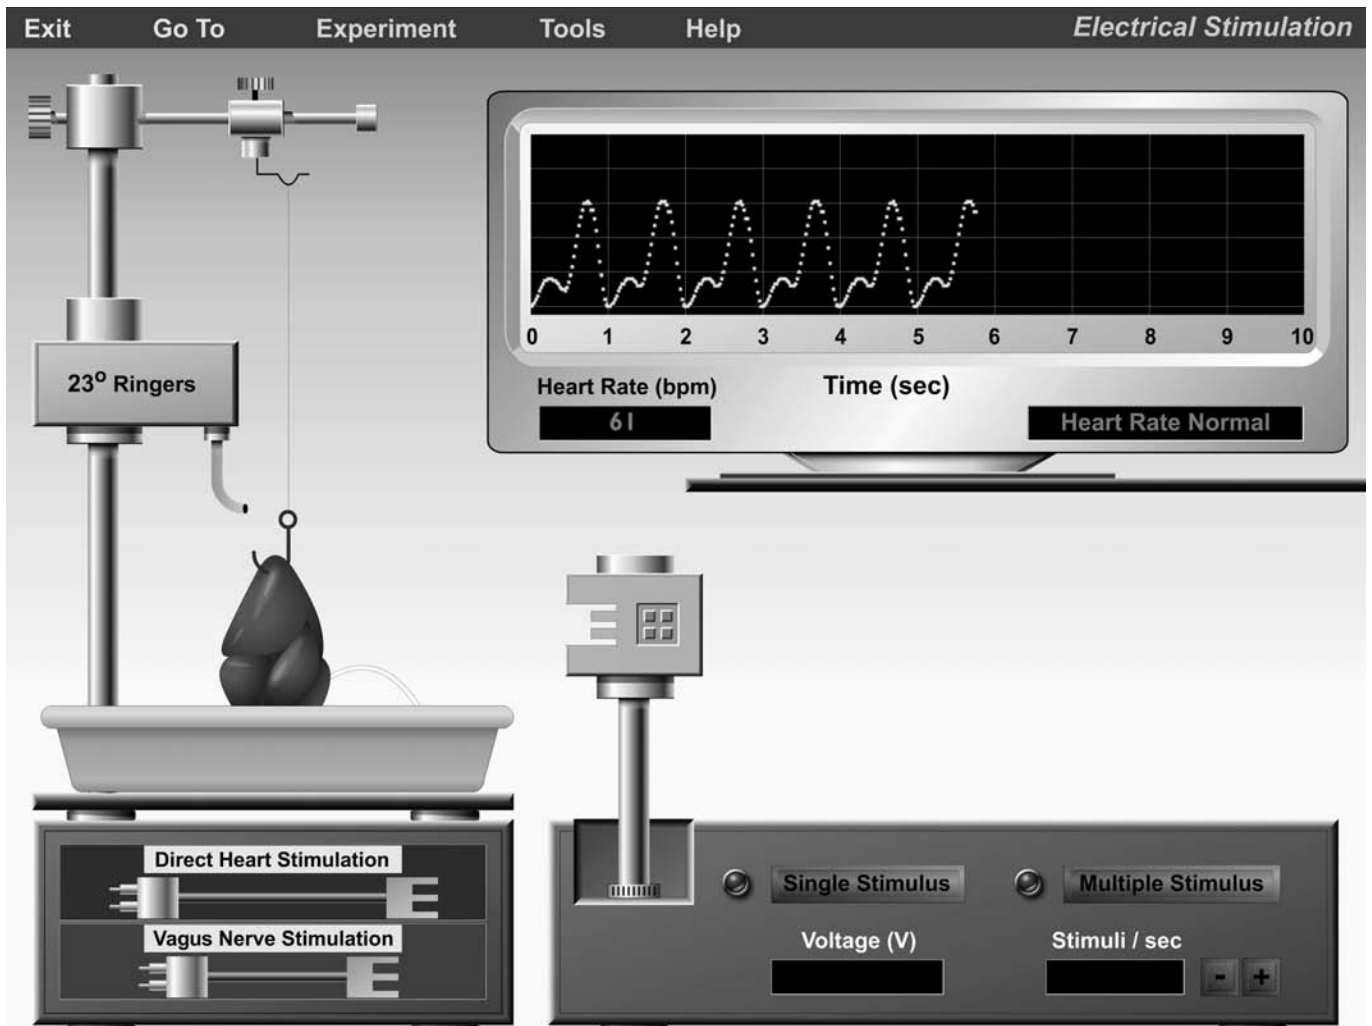 Exit Go To Experiment Tools Help Electrical Stimulation
0 1 2 3 4 5 6 7 8 9 10
23° Ringers
Heart Rate (bpm) Time (sec)
61 Heart Rate Normal
Direct Heart Stimulation
Single Stimulus Multiple Stimulus
Vagus Nerve Stimulation
Voltage (V) Stimuli / sec
- +